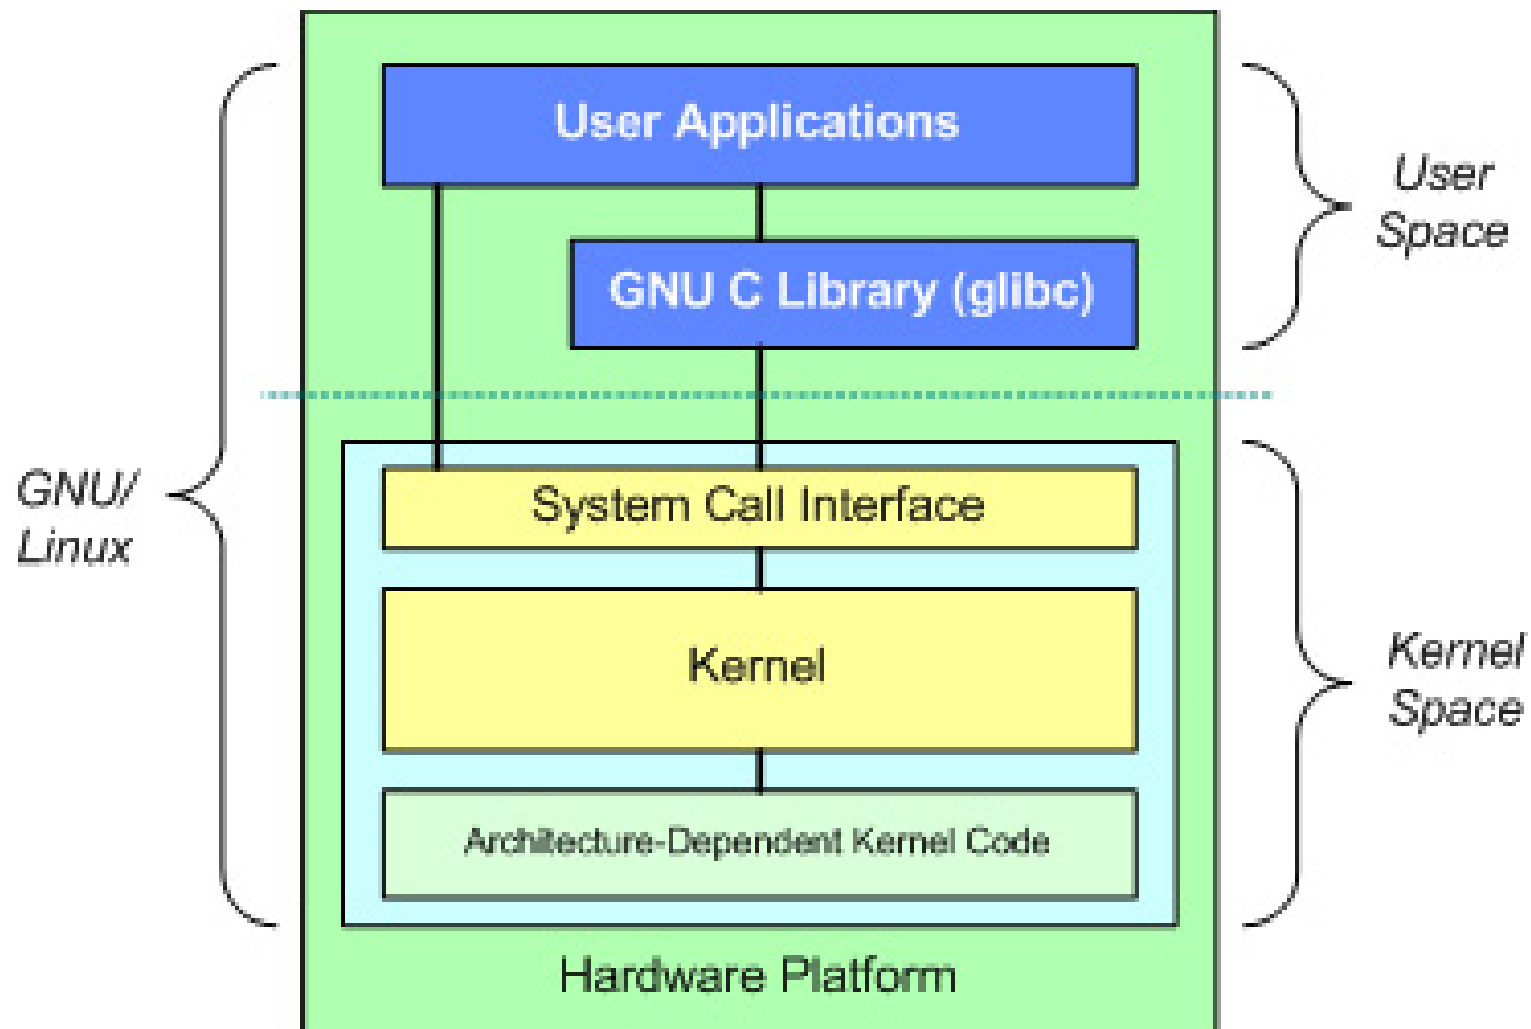 User Applications
User
Space
GNU C Library (glibc)
GNU/
Linux
System Call Interface
Kernel
Kernel
Space
Architecture-Dependent Kernel Code
Hardware Platform